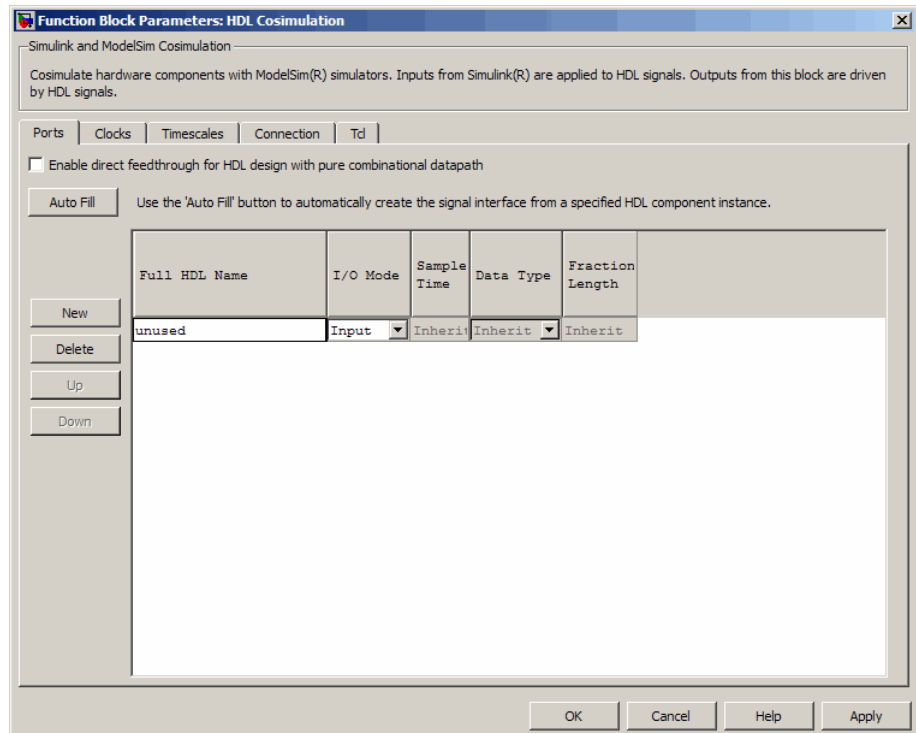 Function Block Parameters: HDL Cosimulation
Simulink and ModelSim Cosimulation
Cosimulate hardware components with ModelSim(R) simulators. Inputs from Simulink(R) are applied to HDL signals. Outputs from this block are driven
by HDL signals.
Ports Clocks Timescales Connection Tcl
Enable direct feedthrough for HDL design with pure combinational datapath
Auto Fill Use the 'Auto Fill' button to automatically create the signal interface from a specified HDL component instance.
Full HDL Name I/O Mode Sample Time Data Type Fraction Length
New
unused Input Inherit Inherit Inherit
Delete
Up
Down
OK Cancel Help Apply